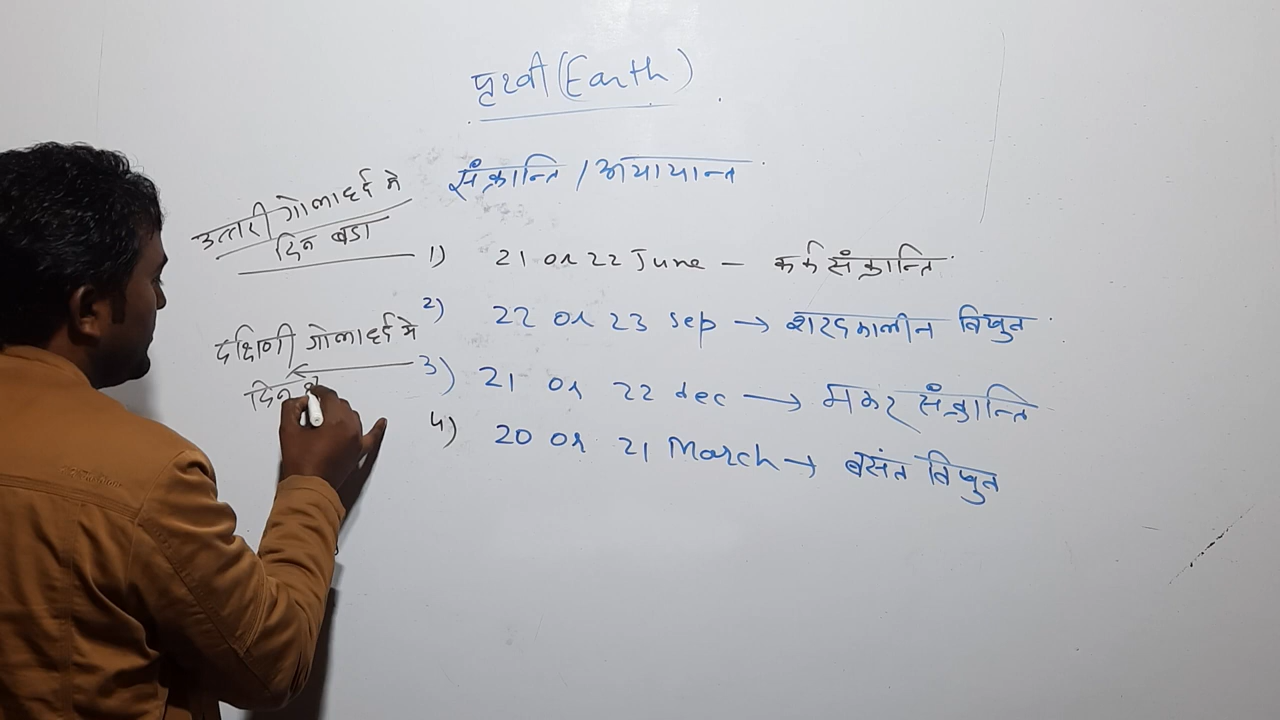 पृथ्वी (Earth)
संक्रान्ति / अयायान्त
उत्तरी गोलार्द्ध मे
दिन बडा
1) 21 or 22 June - कर्क संक्रान्ति
2) 22 or 23 sep → शरदकालीन विषुव
दक्षिणी गोलार्द्ध मे
दिन ब
3) 21 or 22 dec → मकर संक्रान्ति
4) 20 or 21 March → बसंत विषुव